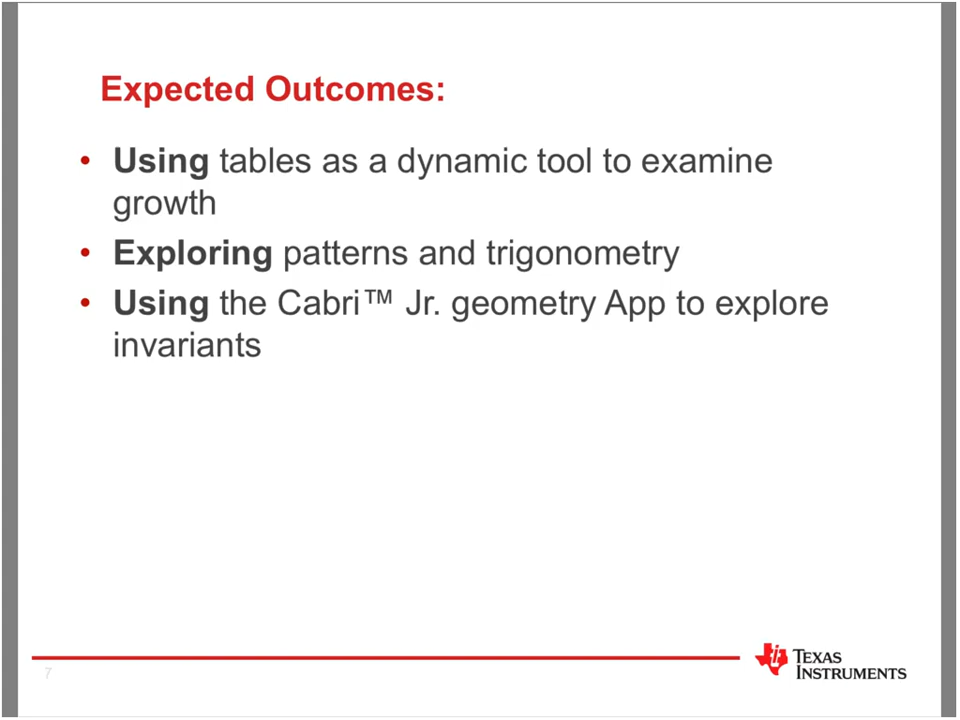 Expected Outcomes:
• Using tables as a dynamic tool to examine
growth
• Exploring patterns and trigonometry
• Using the Cabri™ Jr. geometry App to explore
invariants
7
TEXAS
INSTRUMENTS